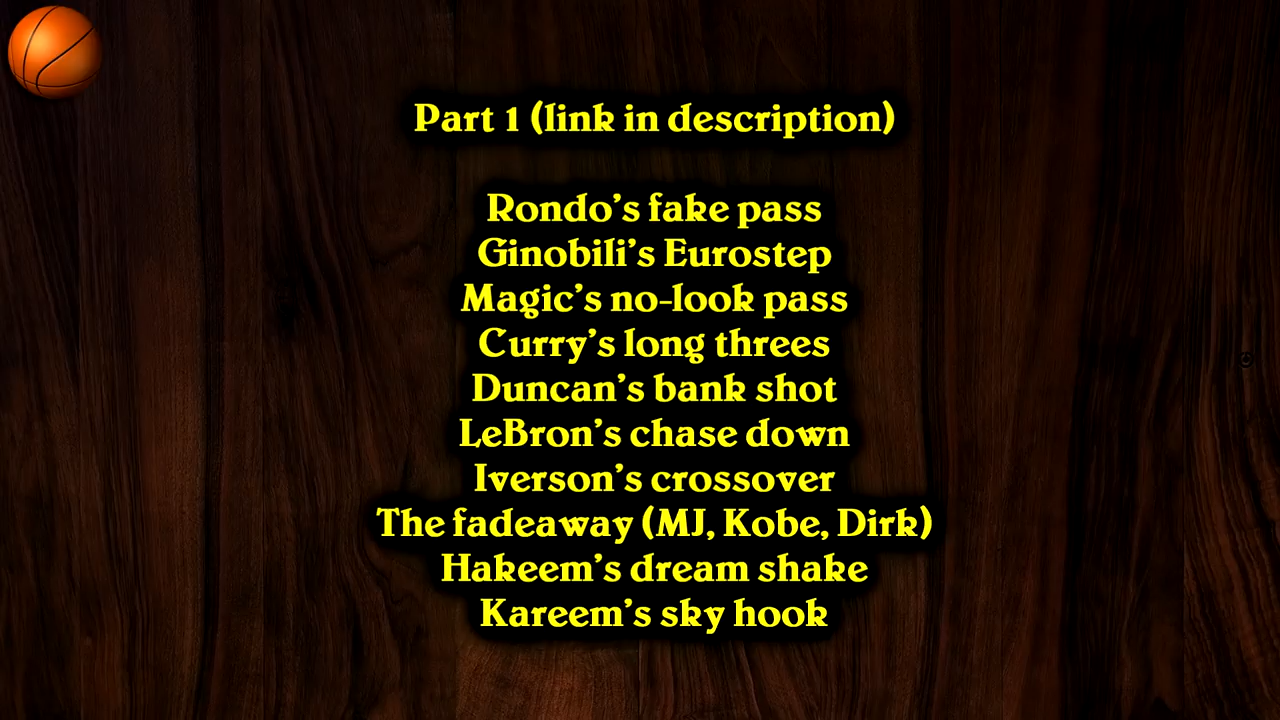 Part 1 (link in description)
Rondo's fake pass
Ginobili's Eurostep
Magic's no-look pass
Curry's long threes
Duncan's bank shot
LeBron's chase down
Iverson's crossover
The fadeaway (MJ, Kobe, Dirk)
Hakeem's dream shake
Kareem's sky hook